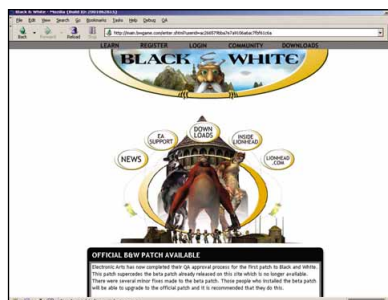 Black & White - Mozilla {Build ID: 2001062815}
File Edit View Search Go Bookmarks Tasks Help Debug QA
Back Forward Reload Stop
LEARN REGISTER LOGIN COMMUNITY DOWNLOADS
BLACK & WHITE
NEWS
EA SUPPORT
DOWN LOADS
INSIDE LIONHEAD
LIONHEAD .COM
OFFICIAL B&W PATCH AVAILABLE
Electronic Arts has now completed their QA approval process for the first patch to Black and White.
This patch supercedes the beta patch already released on this site which is no longer available.
There were several minor fixes made to the beta patch. Those people who installed the beta patch
will be able to upgrade to the official patch and it is recommended that do this.